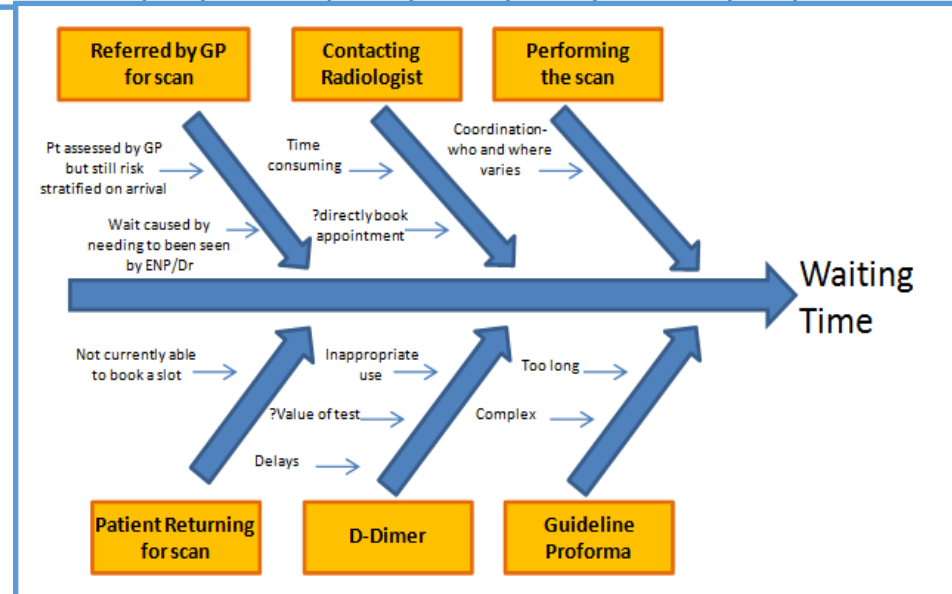 Referred by GP
for scan
Contacting
Radiologist
Performing
the scan
Pt assessed by GP
but still risk
stratified on arrival
Wait caused by
needing to been seen
by ENP/Dr
Time
consuming
?directly book
appointment
Coordination-
who and where
varies
Waiting
Time
Not currently able
to book a slot
Inappropriate
use
?Value of test
Delays
Too long
Complex
Patient Returning
for scan
D-Dimer
Guideline
Proforma